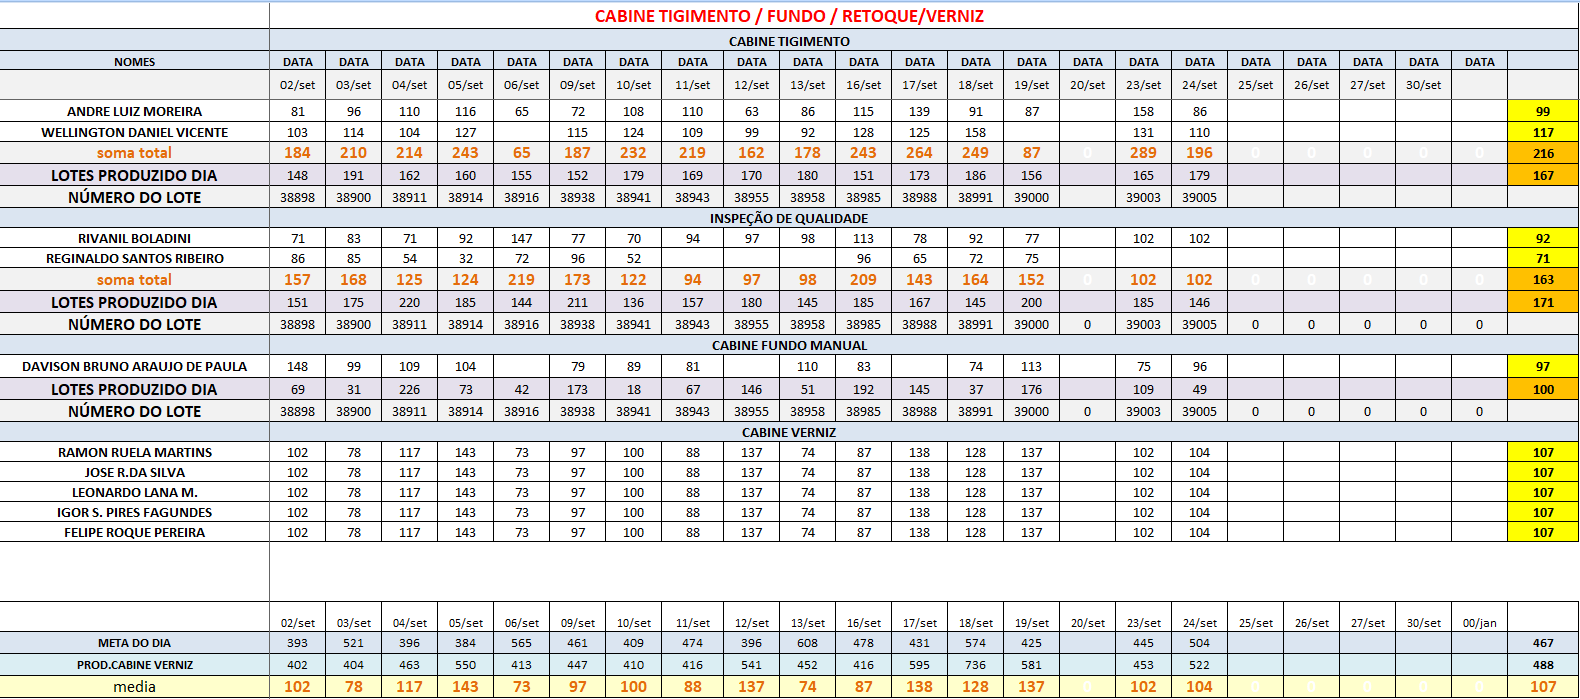 CABINE TIGIMENTO / FUNDO / RETOQUE/VERNIZ
CABINE TIGIMENTO
NOMES DATA DATA DATA DATA DATA DATA DATA DATA DATA DATA DATA DATA DATA DATA DATA DATA DATA DATA DATA DATA DATA DATA
02/set 03/set 04/set 05/set 06/set 09/set 10/set 11/set 12/set 13/set 16/set 17/set 18/set 19/set 20/set 23/set 24/set 25/set 26/set 27/set 30/set
ANDRE LUIZ MOREIRA 81 96 110 116 65 72 108 110 63 86 115 139 91 87 158 86 99
WELLINGTON DANIEL VICENTE 103 114 104 127 115 124 109 99 92 128 125 158 131 110 117
soma total 184 210 214 243 65 187 232 219 162 178 243 264 249 87 0 289 196 0 0 0 0 0 216
LOTES PRODUZIDO DIA 148 191 162 160 155 152 179 169 170 180 151 173 186 156 165 179 167
NÚMERO DO LOTE 38898 38900 38911 38914 38916 38938 38941 38943 38955 38958 38985 38988 38991 39000 39003 39005
INSPEÇÃO DE QUALIDADE
RIVANIL BOLADINI 71 83 71 92 147 77 70 94 97 98 113 78 92 77 102 102 92
REGINALDO SANTOS RIBEIRO 86 85 54 32 72 96 52 96 65 72 75 71
soma total 157 168 125 124 219 173 122 94 97 98 209 143 164 152 0 102 102 0 0 0 0 0 163
LOTES PRODUZIDO DIA 151 175 220 185 144 211 136 157 180 145 185 167 145 200 185 146 171
NÚMERO DO LOTE 38898 38900 38911 38914 38916 38938 38941 38943 38955 38958 38985 38988 38991 39000 0 39003 39005 0 0 0 0 0
CABINE FUNDO MANUAL
DAVISON BRUNO ARAUJO DE PAULA 148 99 109 104 79 89 81 110 83 74 113 75 96 97
LOTES PRODUZIDO DIA 69 31 226 73 42 173 18 67 146 51 192 145 37 176 109 49 100
NÚMERO DO LOTE 38898 38900 38911 38914 38916 38938 38941 38943 38955 38958 38985 38988 38991 39000 0 39003 39005 0 0 0 0 0
CABINE VERNIZ
RAMON RUELA MARTINS 102 78 117 143 73 97 100 88 137 74 87 138 128 137 102 104 107
JOSE R.DA SILVA 102 78 117 143 73 97 100 88 137 74 87 138 128 137 102 104 107
LEONARDO LANA M. 102 78 117 143 73 97 100 88 137 74 87 138 128 137 102 104 107
IGOR S. PIRES FAGUNDES 102 78 117 143 73 97 100 88 137 74 87 138 128 137 102 104 107
FELIPE ROQUE PEREIRA 102 78 117 143 73 97 100 88 137 74 87 138 128 137 102 104 107
02/set 03/set 04/set 05/set 06/set 09/set 10/set 11/set 12/set 13/set 16/set 17/set 18/set 19/set 20/set 23/set 24/set 25/set 26/set 27/set 30/set 00/jan
META DO DIA 393 521 396 384 565 461 409 474 396 608 478 431 574 425 445 504 467
PROD.CABINE VERNIZ 402 404 463 550 413 447 410 416 541 452 416 595 736 581 453 522 488
media 102 78 117 143 73 97 100 88 137 74 87 138 128 137 0 102 104 0 0 0 0 0 107